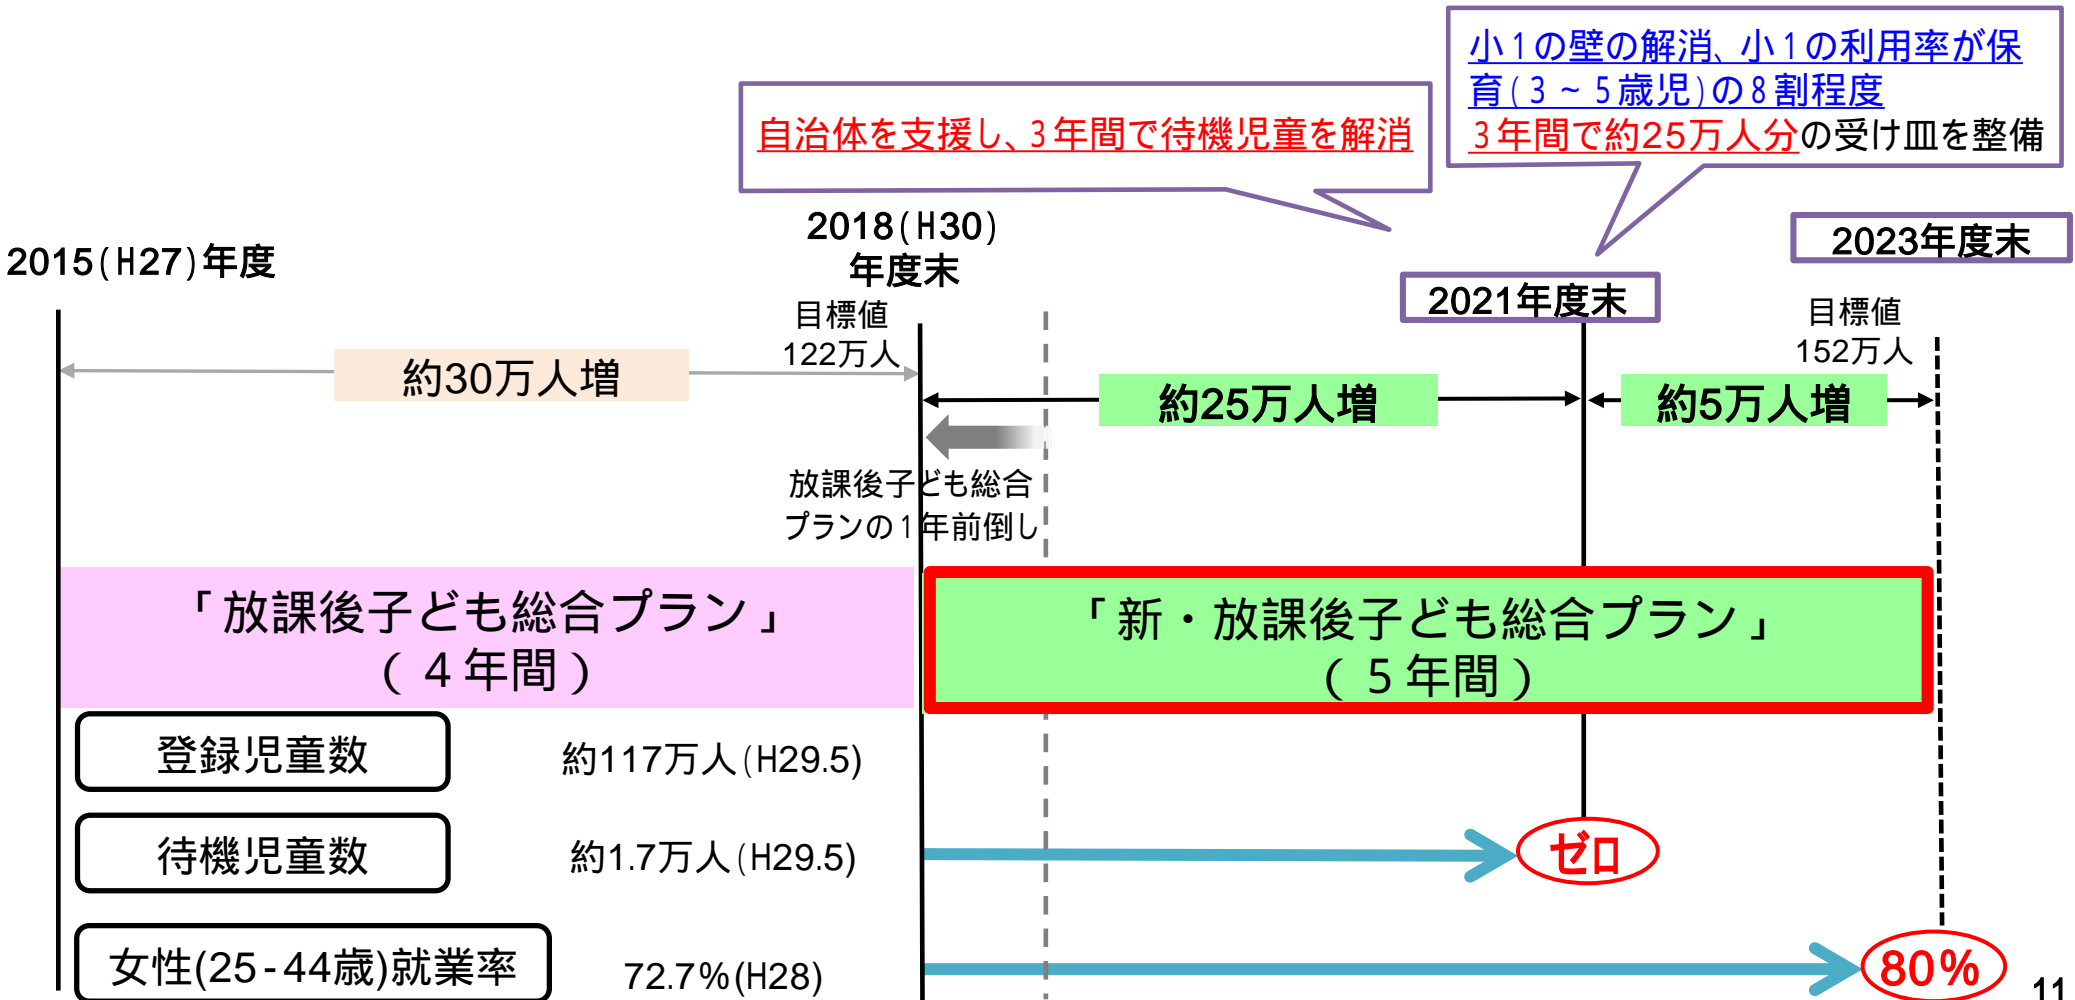 小1の壁の解消、小1の利用率が保
育(3~5歳児)の8割程度
3年間で約25万人分の受け皿を整備
自治体を支援し、3年間で待機児童を解消
2015(H27)年度
2018(H30)
年度末
2021年度末
2023年度末
目標値
122万人
目標値
152万人
約30万人増
約25万人増
約5万人増
放課後子ども総合
プランの1年前倒し
「放課後子ども総合プラン」
(4年間)
「新・放課後子ども総合プラン」
(5年間)
登録児童数
約117万人(H29.5)
待機児童数
約1.7万人(H29.5)
ゼロ
女性(25-44歳)就業率
72.7%(H28)
80%
11